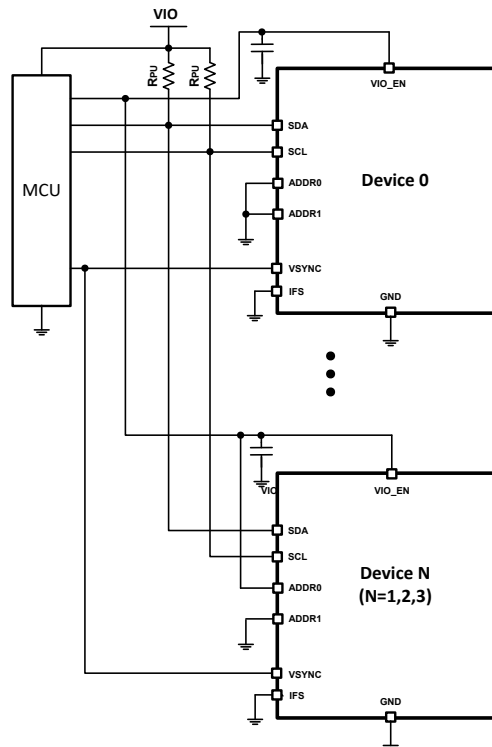 VIO
RPU
RPU
VIO_EN
SDA
SCL
MCU
ADDR0
Device 0
ADDR1
VSYNC
IFS
GND
VIO
VIO_EN
SDA
SCL
ADDR0
Device N
(N=1,2,3)
ADDR1
VSYNC
IFS
GND